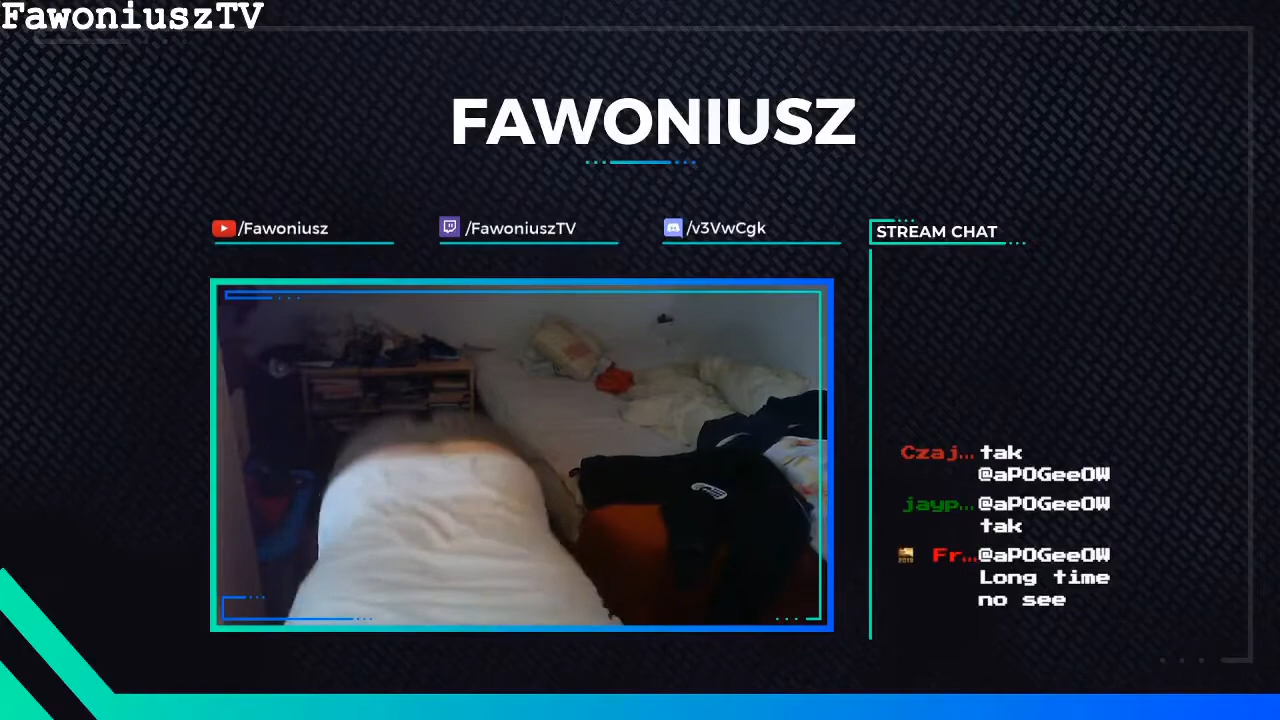 FawoniuszTV
FAWONIUSZ
/Fawoniusz
/FawoniuszTV
/v3VwCgk
STREAM CHAT
Czaj... tak
@aPOGeeOW
jayp... @aPOGeeOW
tak
Fr... @aPOGeeOW
Long time
no see